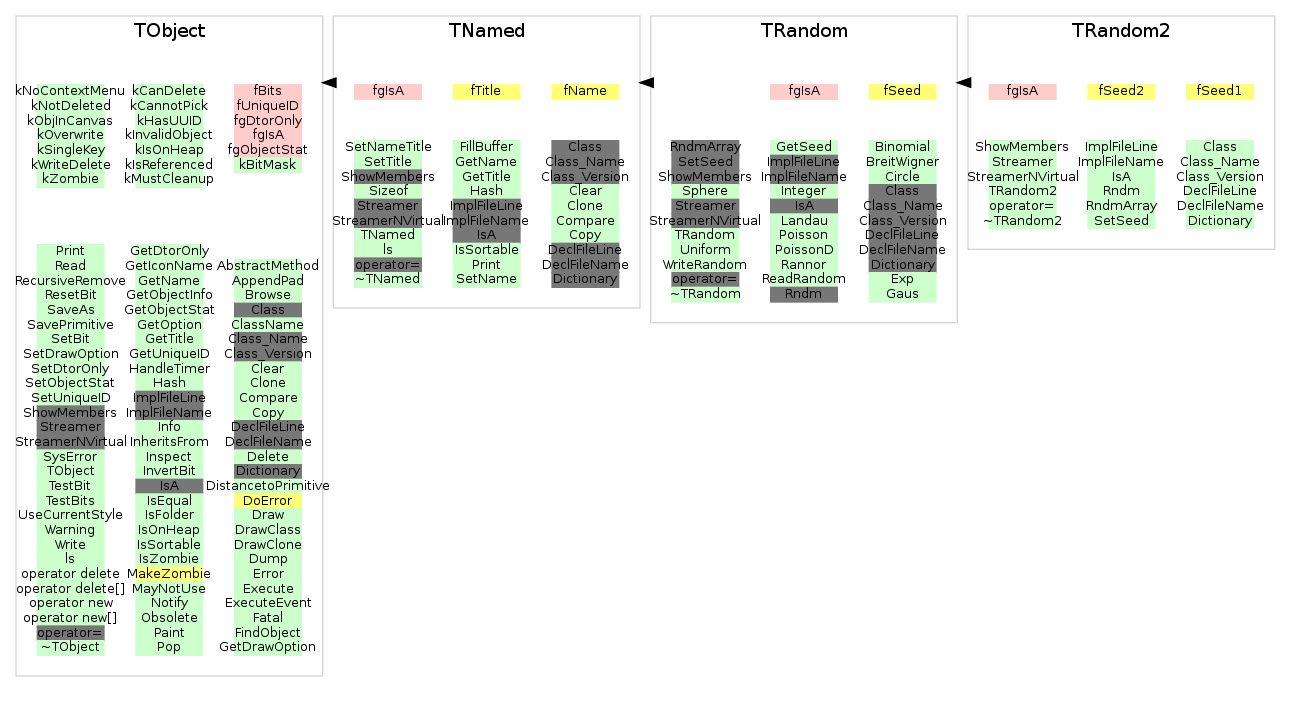 TObject
kNoContextMenu kCanDelete fBits
kNotDeleted kCannotPick fUniqueID
kObjInCanvas kHasUUID fgDtorOnly
kOverwrite kInvalidObject fgIsA
kSingleKey kIsOnHeap fgObjectStat
kWriteDelete kIsReferenced kBitMask
kZombie kMustCleanup
Print GetDtorOnly
Read GetIconName AbstractMethod
RecursiveRemove GetName AppendPad
ResetBit GetObjectInfo Browse
SaveAs GetObjectStat Class
SavePrimitive GetOption ClassName
SetBit GetTitle Class_Name
SetDrawOption GetUniqueID Class_Version
SetDtorOnly HandleTimer Clear
SetObjectStat Hash Clone
SetUniqueID ImplFileLine Compare
ShowMembers ImplFileName Copy
Streamer Info DeclFileLine
StreamerNVirtual InheritsFrom DeclFileName
SysError Inspect Delete
TObject InvertBit Dictionary
TestBit IsA DistancetoPrimitive
TestBits IsEqual DoError
UseCurrentStyle IsFolder Draw
Warning IsOnHeap DrawClass
Write IsSortable DrawClone
ls IsZombie Dump
operator delete MakeZombie Error
operator delete[] MayNotUse Execute
operator new Notify ExecuteEvent
operator new[] Obsolete Fatal
operator= Paint FindObject
~TObject Pop GetDrawOption
TNamed
fgIsA fTitle fName
SetNameTitle FillBuffer Class
SetTitle GetName Class_Name
ShowMembers GetTitle Class_Version
Sizeof Hash Clear
Streamer ImplFileLine Clone
StreamerNVirtual ImplFileName Compare
TNamed IsA Copy
ls IsSortable DeclFileLine
operator= Print DeclFileName
~TNamed SetName Dictionary
TRandom
fgIsA fSeed
RndmArray GetSeed Binomial
SetSeed ImplFileLine BreitWigner
ShowMembers ImplFileName Circle
Sphere Integer Class
Streamer IsA Class_Name
StreamerNVirtual Landau Class_Version
TRandom Poisson DeclFileLine
Uniform PoissonD DeclFileName
WriteRandom Rannor Dictionary
operator= ReadRandom Exp
~TRandom Rndm Gaus
TRandom2
fgIsA fSeed2 fSeed1
ShowMembers ImplFileLine Class
Streamer ImplFileName Class_Name
StreamerNVirtual IsA Class_Version
TRandom2 Rndm DeclFileLine
operator= RndmArray DeclFileName
~TRandom2 SetSeed Dictionary